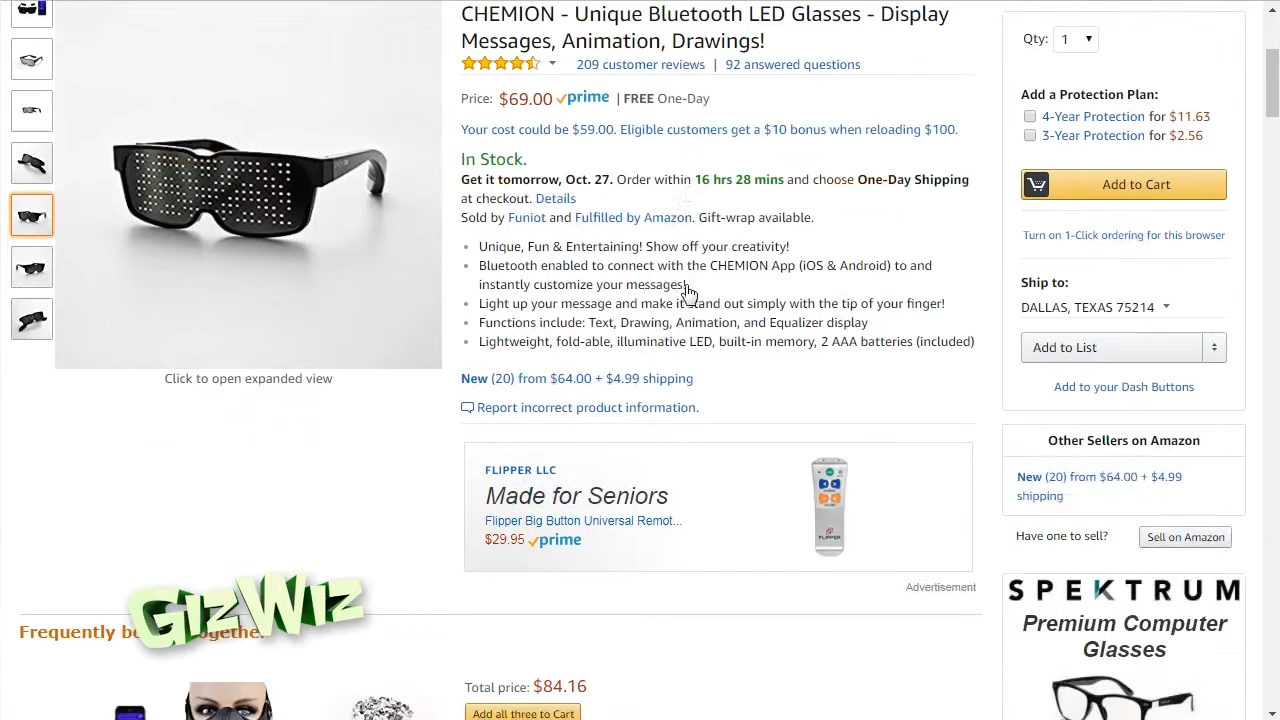 CHEMION - Unique Bluetooth LED Glasses - Display
Messages, Animation, Drawings!
209 customer reviews | 92 answered questions
Price: $69.00 prime | FREE One-Day
Your cost could be $59.00. Eligible customers get a $10 bonus when reloading $100.
In Stock.
Get it tomorrow, Oct. 27. Order within 16 hrs 28 mins and choose One-Day Shipping
at checkout. Details
Sold by Funiot and Fulfilled by Amazon. Gift-wrap available.
• Unique, Fun & Entertaining! Show off your creativity!
• Bluetooth enabled to connect with the CHEMION App (iOS & Android) to and
instantly customize your messages!
• Light up your message and make it stand out simply with the tip of your finger!
• Functions include: Text, Drawing, Animation, and Equalizer display
• Lightweight, fold-able, illuminative LED, built-in memory, 2 AAA batteries (included)
Click to open expanded view
New (20) from $64.00 + $4.99 shipping
Report incorrect product information.
FLIPPER LLC
Made for Seniors
Flipper Big Button Universal Remot...
$29.95 prime
FLIPPER
Advertisement
GizWiz
Frequently
Total price: $84.16
Add all three to Cart
Qty: 1
Add a Protection Plan:
4-Year Protection for $11.63
3-Year Protection for $2.56
Add to Cart
Turn on 1-Click ordering for this browser
Ship to:
DALLAS, TEXAS 75214
Add to List
Add to your Dash Buttons
Other Sellers on Amazon
New (20) from $64.00 + $4.99
shipping
Have one to sell? Sell on Amazon
SPEKTRUM
Premium Computer
Glasses